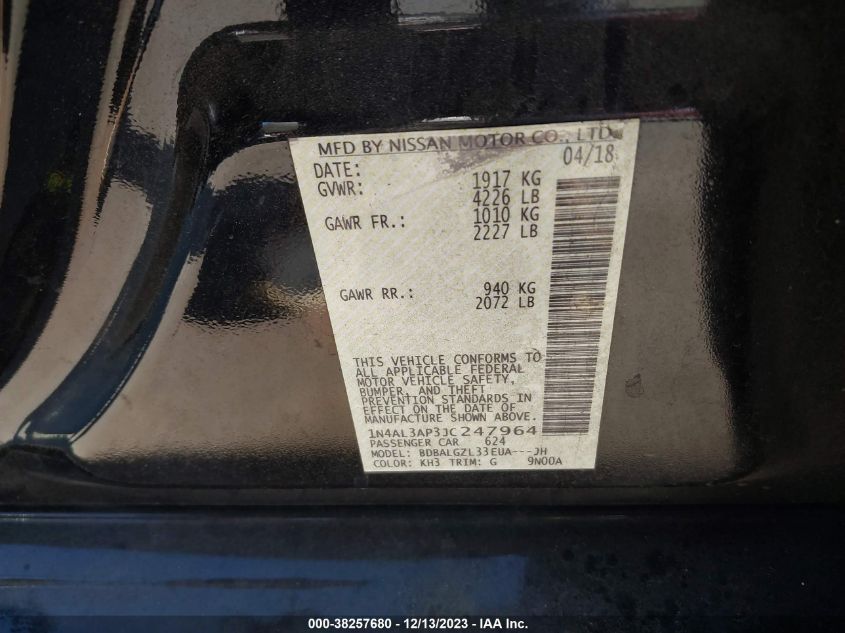 MFD BY NISSAN MOTOR CO., LTD.
DATE: 04/18
GVWR: 1917 KG
4226 LB
GAWR FR.: 1010 KG
2227 LB
GAWR RR.: 940 KG
2072 LB
THIS VEHICLE CONFORMS TO
ALL APPLICABLE FEDERAL
MOTOR VEHICLE SAFETY,
BUMPER, AND THEFT
PREVENTION STANDARDS IN
EFFECT ON THE DATE OF
MANUFACTURE SHOWN ABOVE.
1N4AL3AP3JC247964
PASSENGER CAR 624
MODEL: BDBALGZL33EUA---JH
COLOR: KH3 TRIM: G 9N00A
000-38257680 - 12/13/2023 - IAA Inc.